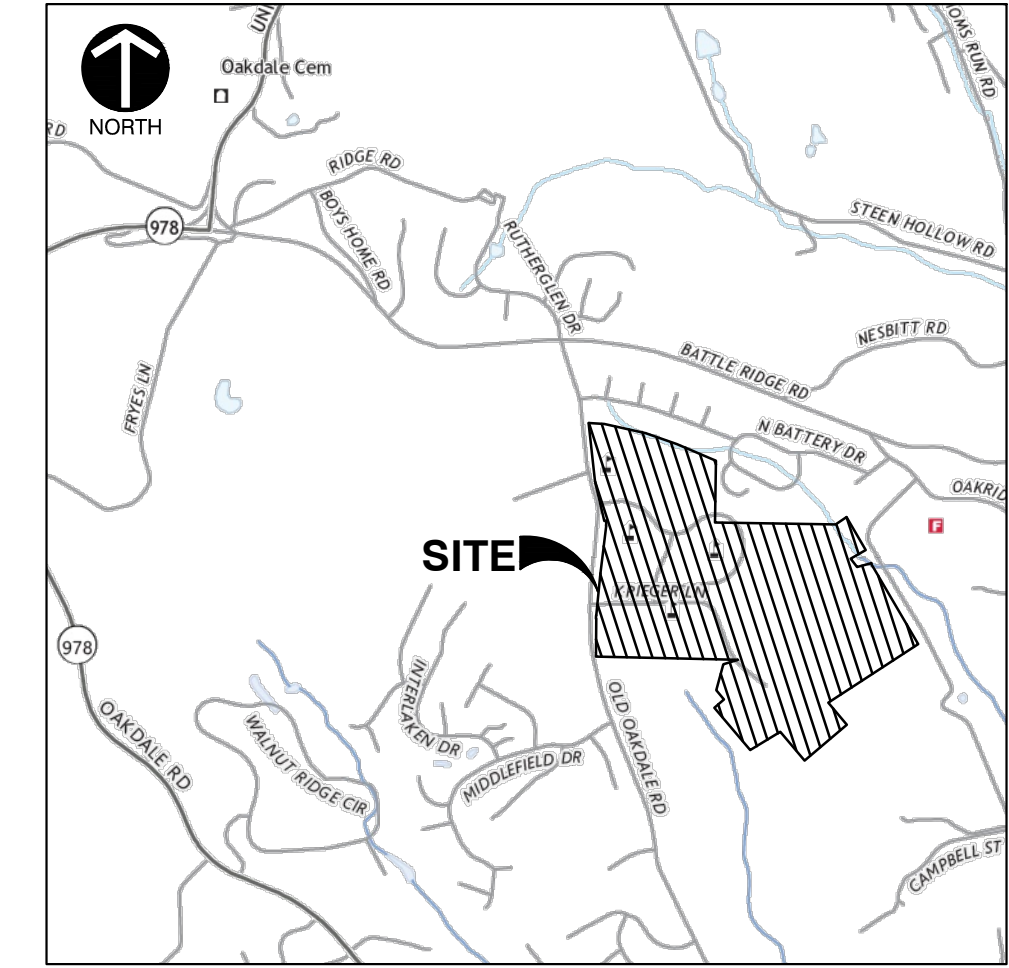 Oakdale Cem
NORTH
RD
RIDGE RD
BOYS HOME RD
978
RUTHERGLEN DR
STEEN HOLLOW RD
NESBITT RD
BATTLE RIDGE RD
FRYES LN
N BATTERY DR
F
SITE
KRIEGER LN
978
OAKDALE RD
INTERLAKEN DR
WALNUT RIDGE CIR
MIDDLEFIELD DR
OLD OAKDALE RD
CAMPBELL ST